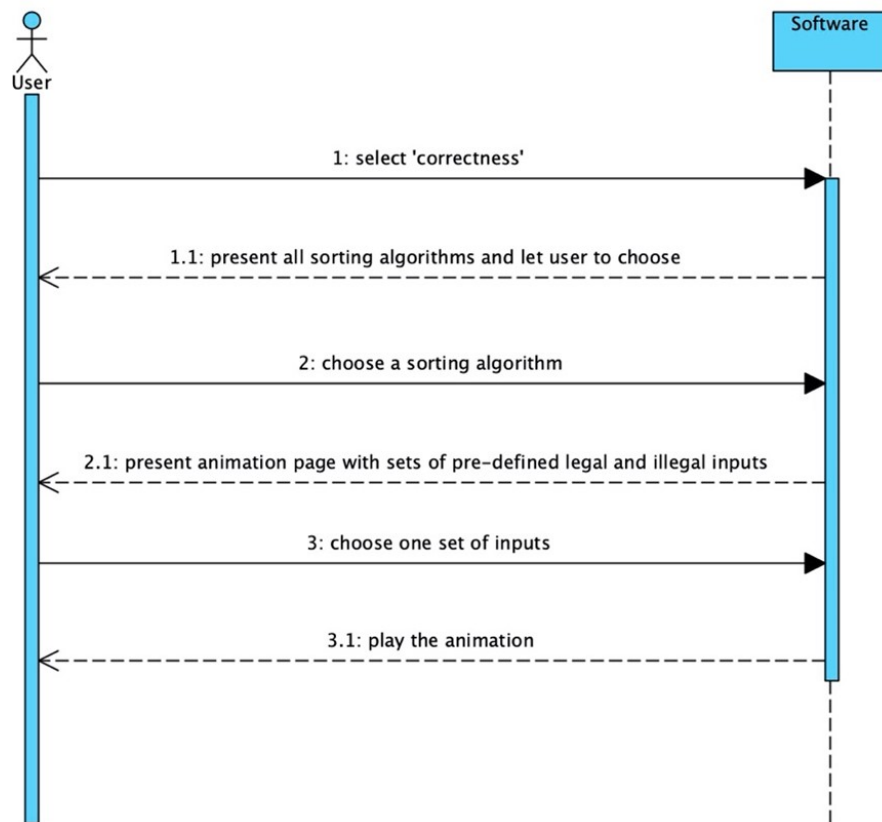 Software
User
1: select 'correctness'
1.1: present all sorting algorithms and let user to choose
2: choose a sorting algorithm
2.1: present animation page with sets of pre-defined legal and illegal inputs
3: choose one set of inputs
3.1: play the animation